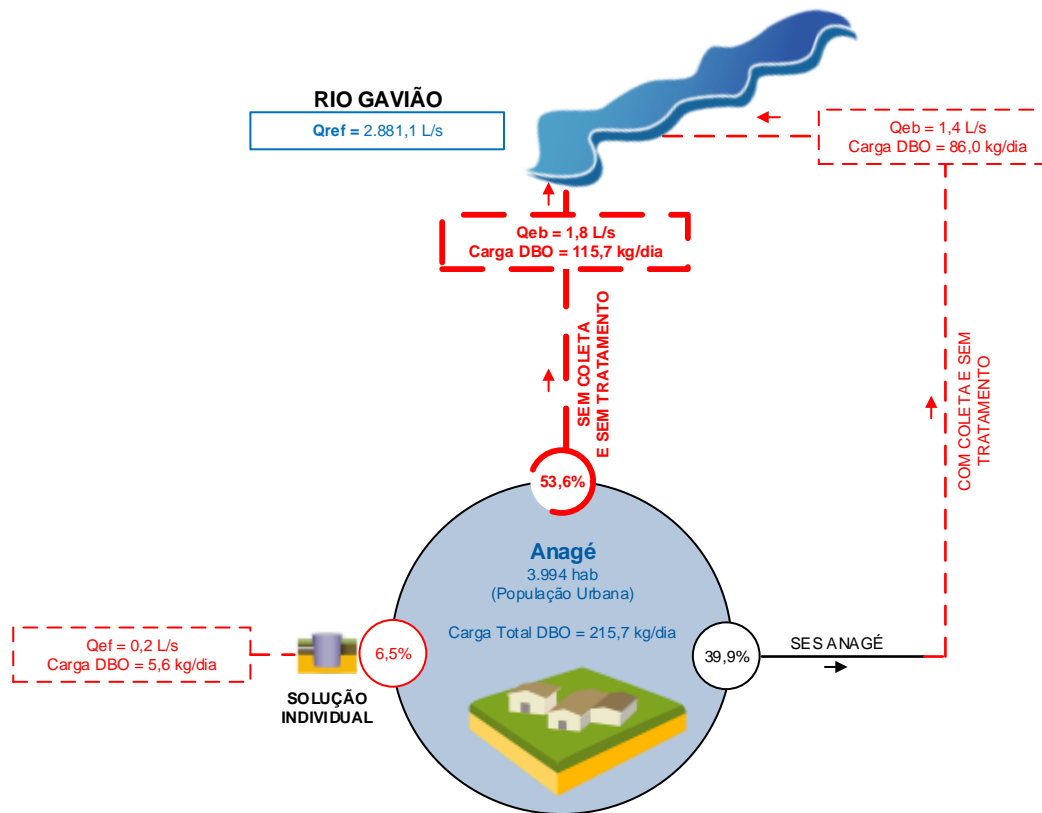 RIO GAVIÃO
Qref = 2.881,1 L/s
Qeb = 1,4 L/s
Carga DBO = 86,0 kg/dia
Qeb = 1,8 L/s
Carga DBO = 115,7 kg/dia
SEM COLETA
E SEM TRATAMENTO
COM COLETA E SEM
TRATAMENTO
53,6%
Anagé
3.994 hab
(População Urbana)
Carga Total DBO = 215,7 kg/dia
Qef = 0,2 L/s
Carga DBO = 5,6 kg/dia
6,5%
SOLUÇÃO
INDIVIDUAL
39,9%
SES ANAGÉ